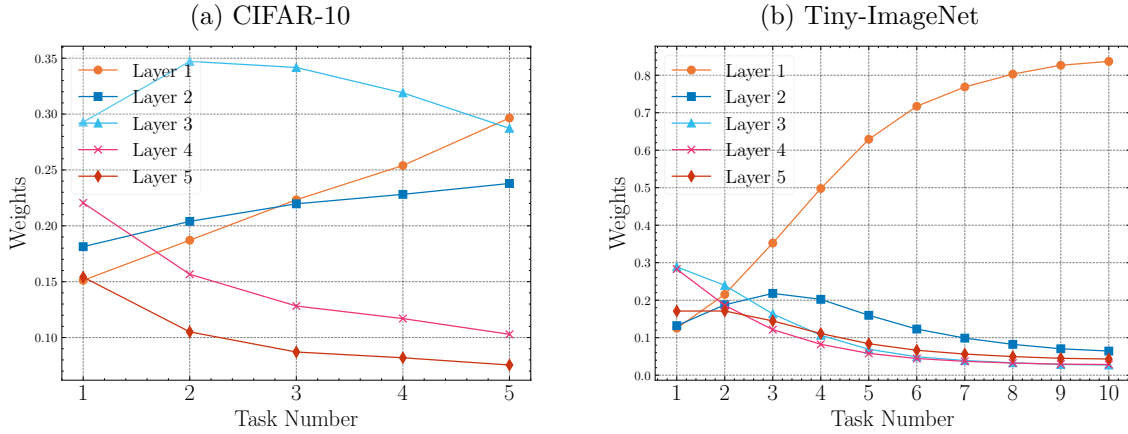 (a) CIFAR-10
0.35
0.30
0.25
0.20
0.15
0.10
Weights
Layer 1
Layer 2
Layer 3
Layer 4
Layer 5
1 2 3 4 5
Task Number
(b) Tiny-ImageNet
0.8
0.7
0.6
0.5
0.4
0.3
0.2
0.1
0.0
Weights
Layer 1
Layer 2
Layer 3
Layer 4
Layer 5
1 2 3 4 5 6 7 8 9 10
Task Number